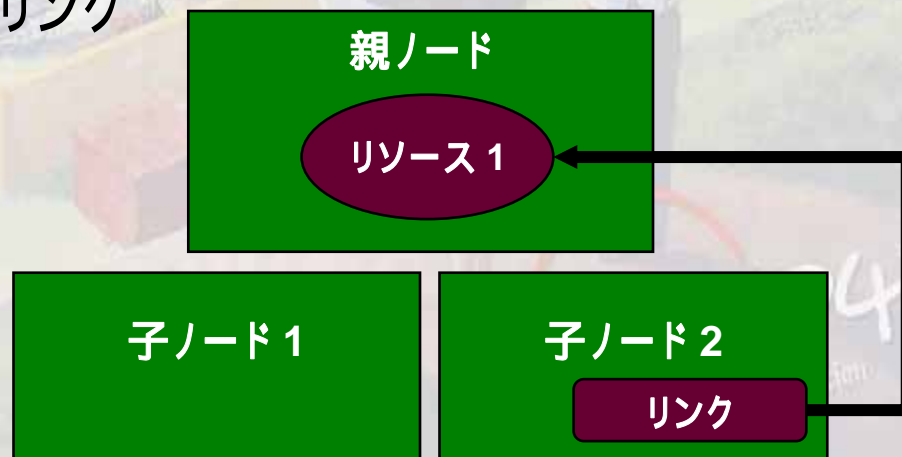 リンク
親ノード
リソース 1
子ノード 1
子ノード 2
リンク